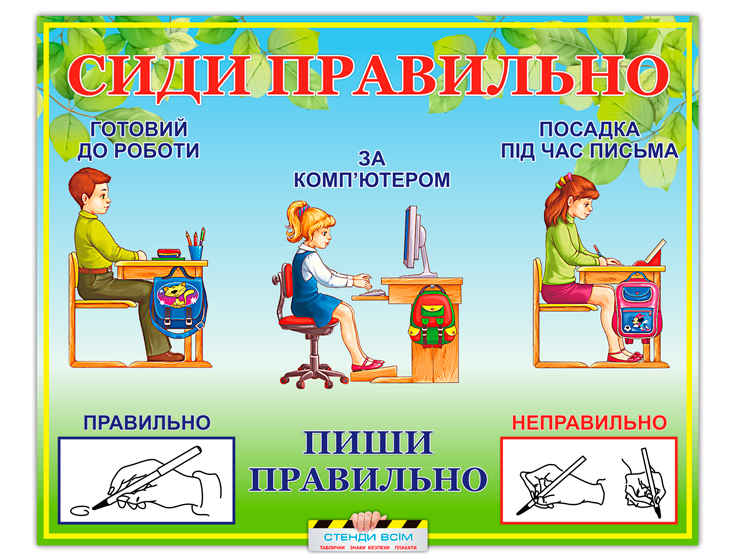 СИДИ ПРАВИЛЬНО
ГОТОВИЙ
ДО РОБОТИ
ЗА
КОМП'ЮТЕРОМ
ПОСАДКА
ПІД ЧАС ПИСЬМА
ПРАВИЛЬНО
ПИШИ
ПРАВИЛЬНО
НЕПРАВИЛЬНО
СТЕНДИ ВСІМ
ТАБЛИЧКИ ЗНАКИ БЕЗПЕКИ ПЛАКАТИ